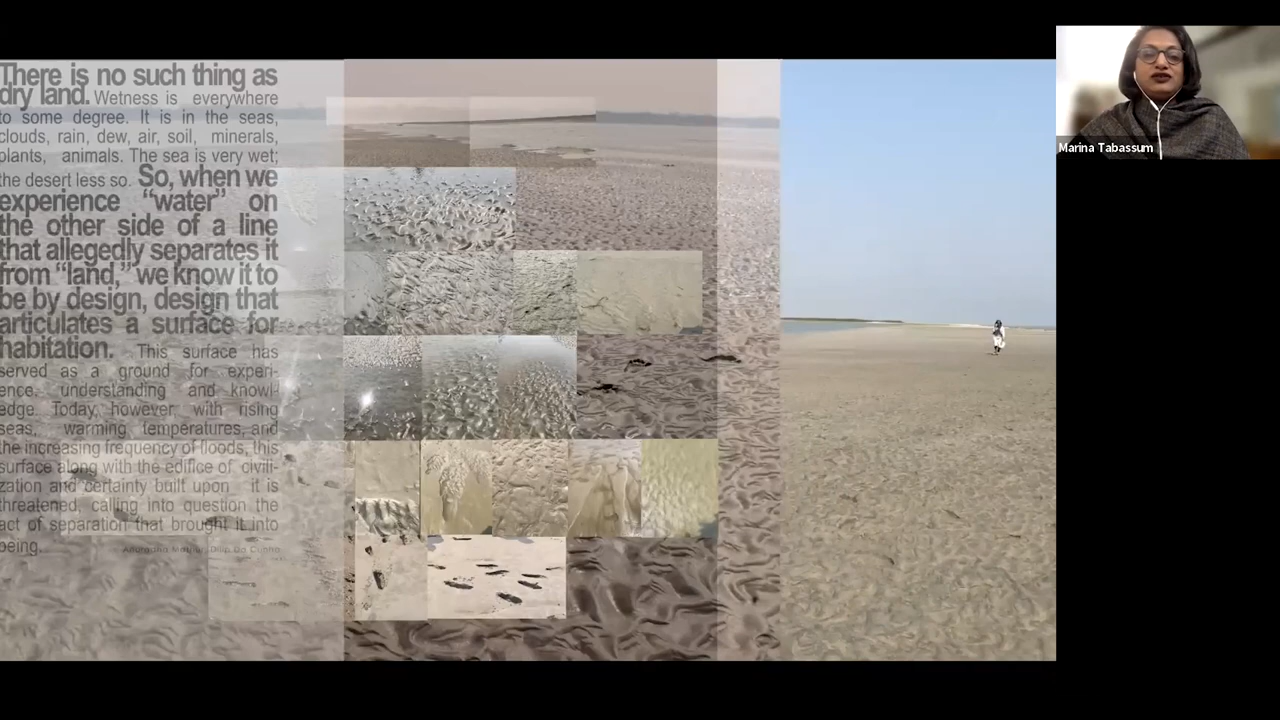 There is no such thing as
dry land. Wetness is everywhere
to some degree. It is in the seas,
clouds, rain, dew, air, soil, minerals,
plants, animals. The sea is very wet;
the desert less so. So, when we
experience “water” on
the other side of a line
that allegedly separates it
from “land,” we know it to
be by design, design that
articulates a surface for
habitation. This surface has
served as a ground for experi-
ence, understanding and knowl-
edge. Today, however, with rising
seas, warming temperatures, and
the increasing frequency of floods, this
surface along with the edifice of civili-
zation and certainty built upon it is
threatened, calling into question the
act of separation that brought it into
being.
Anuradha Mathur, Dilip Da Cunha
Marina Tabassum